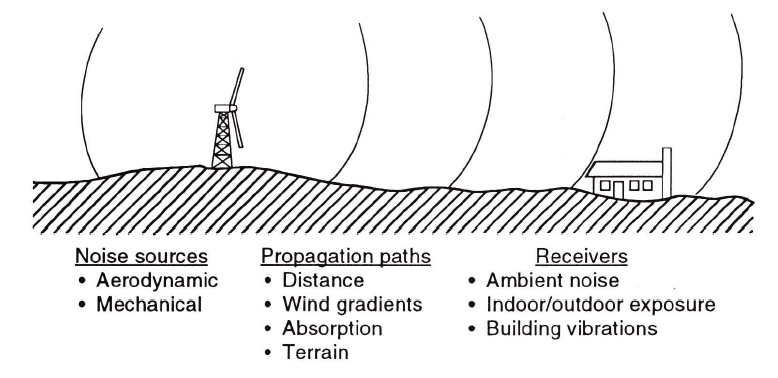 Noise sources
• Aerodynamic
• Mechanical
Propagation paths
• Distance
• Wind gradients
• Absorption
• Terrain
Receivers
• Ambient noise
• Indoor/outdoor exposure
• Building vibrations